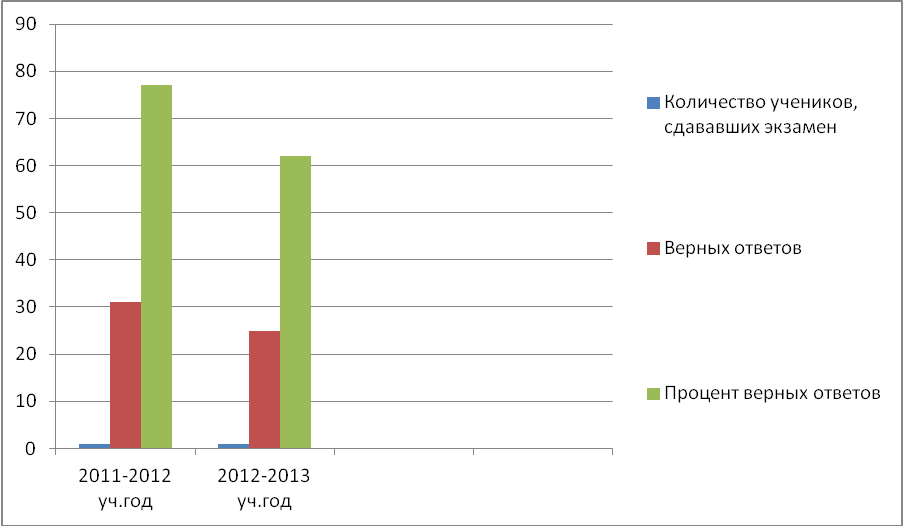 90
80
70
60
50
40
30
20
10
0
2011-2012
уч.год
2012-2013
уч.год
Количество учеников,
сдававших экзамен
Верных ответов
Процент верных ответов